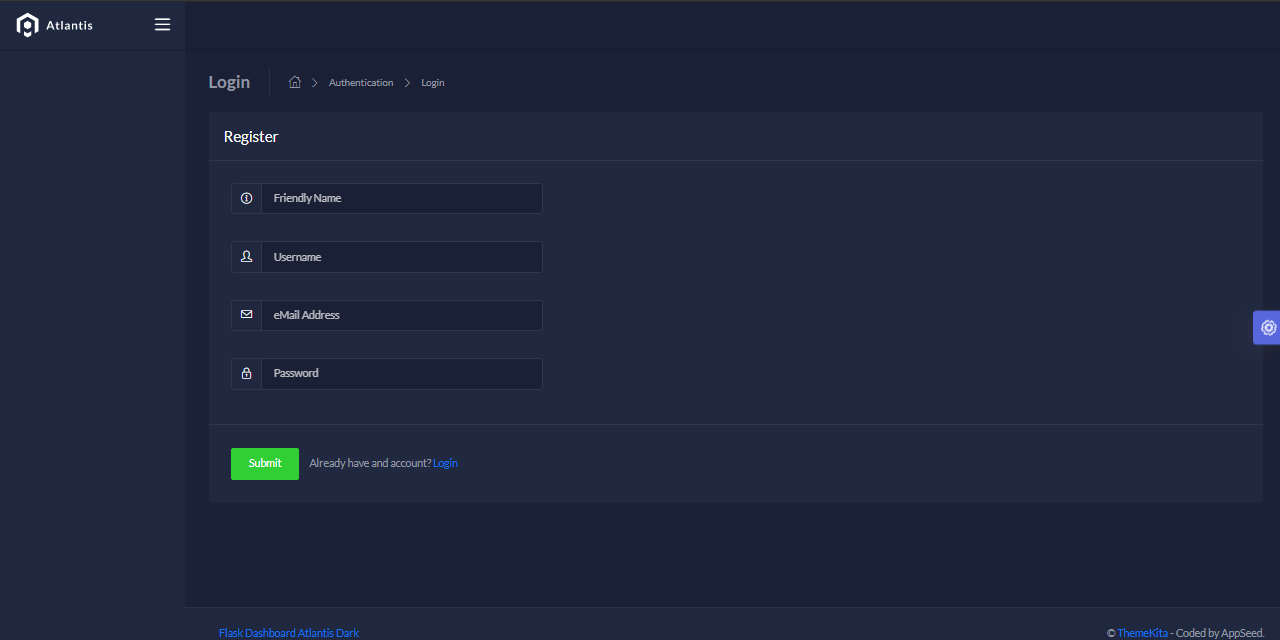 Atlantis
Login
Authentication
Login
Register
Friendly Name
Username
eMail Address
Password
Submit Already have and account? Login
Flask Dashboard Atlantis Dark
© ThemeKita - Coded by AppSeed.